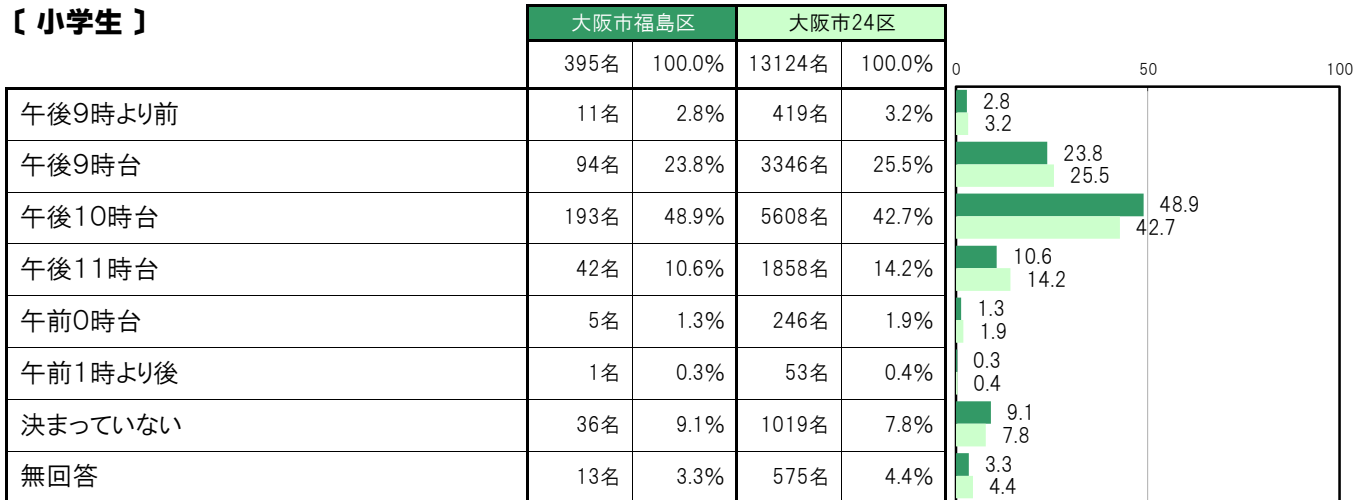 〔 小学生 〕
大阪市福島区 大阪市24区
395名 100.0% 13124名 100.0%
0 50 100
午後9時より前 11名 2.8% 419名 3.2% 2.8 3.2
午後9時台 94名 23.8% 3346名 25.5% 23.8 25.5
午後10時台 193名 48.9% 5608名 42.7% 48.9 42.7
午後11時台 42名 10.6% 1858名 14.2% 10.6 14.2
午前0時台 5名 1.3% 246名 1.9% 1.3 1.9
午前1時より後 1名 0.3% 53名 0.4% 0.3 0.4
決まっていない 36名 9.1% 1019名 7.8% 9.1 7.8
無回答 13名 3.3% 575名 4.4% 3.3 4.4